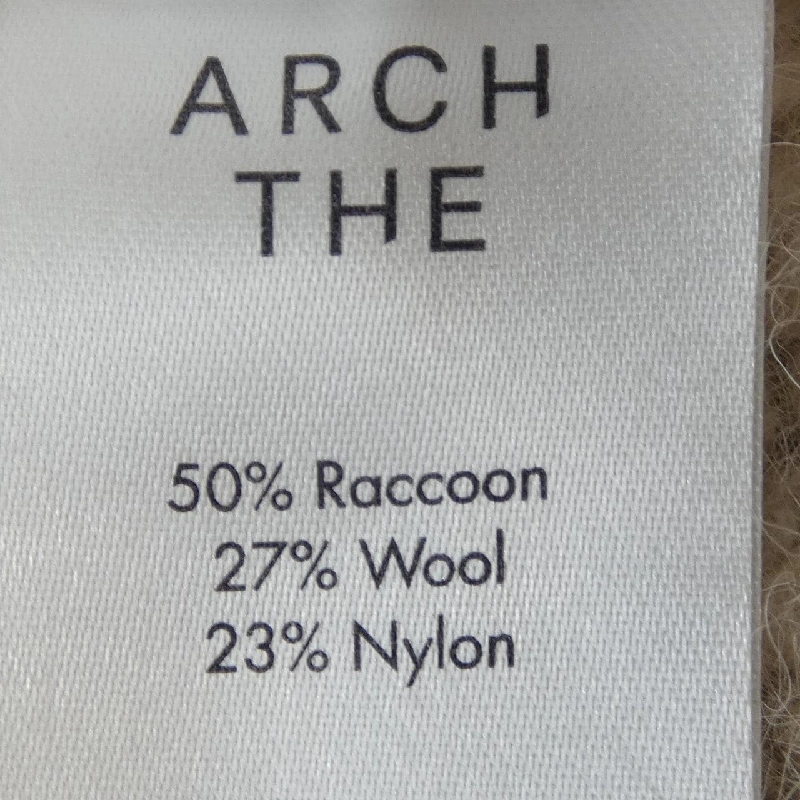 ARCH
THE
50% Raccoon
27% Wool
23% Nylon